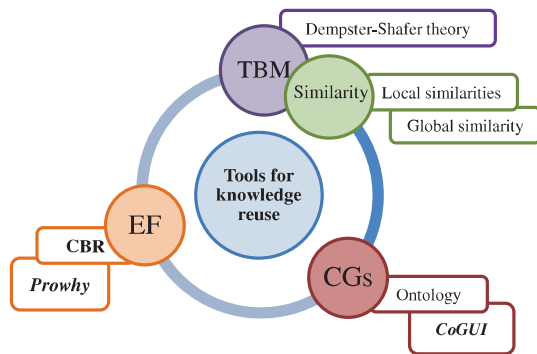 Dempster-Shafer theory
TBM
Similarity
Local similarities
Global similarity
Tools for
knowledge
reuse
EF
CBR
Prowhy
CGs
Ontology
CoGUI